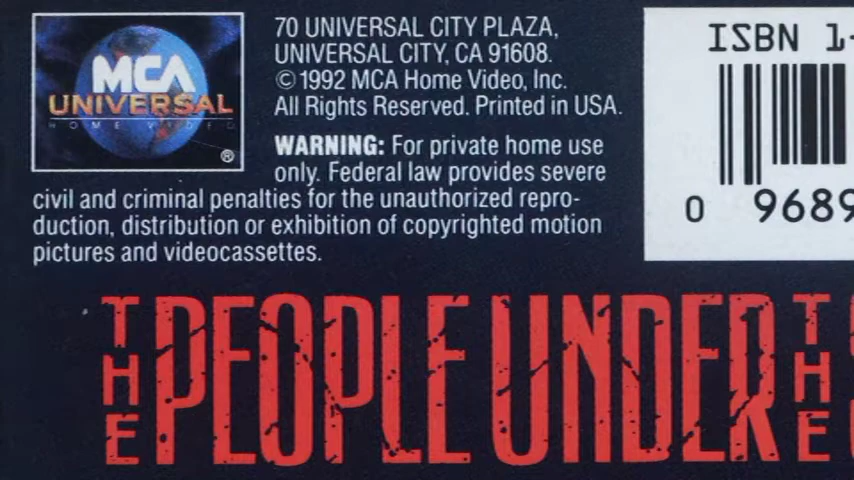 MCA
UNIVERSAL
HOME VIDEO
®
70 UNIVERSAL CITY PLAZA,
UNIVERSAL CITY, CA 91608.
© 1992 MCA Home Video, Inc.
All Rights Reserved. Printed in USA.
WARNING: For private home use
only. Federal law provides severe
civil and criminal penalties for the unauthorized repro-
duction, distribution or exhibition of copyrighted motion
pictures and videocassettes.
ISBN 1-
0 9689
THE PEOPLE UNDER THE